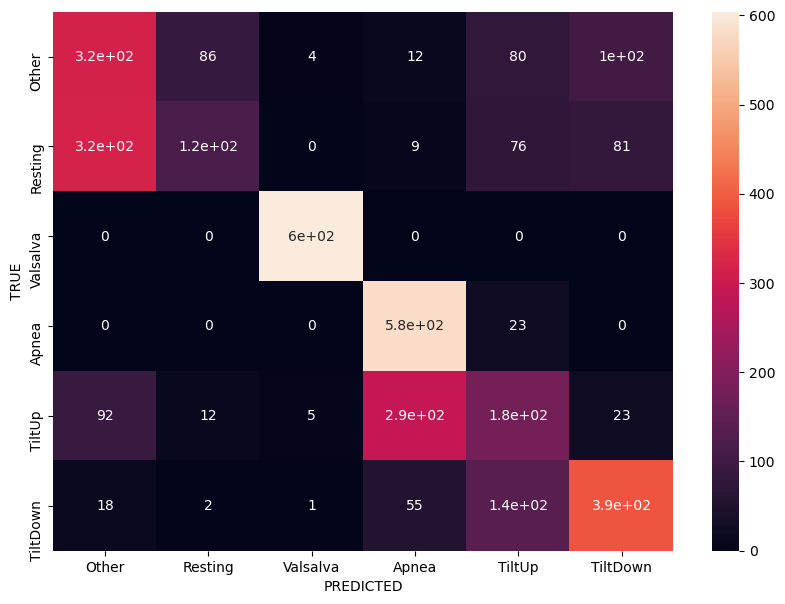 Other 3.2e+02 86 4 12 80 1e+02
Resting 3.2e+02 1.2e+02 0 9 76 81
Valsalva 0 0 6e+02 0 0 0
Apnea 0 0 0 5.8e+02 23 0
TiltUp 92 12 5 2.9e+02 1.8e+02 23
TiltDown 18 2 1 55 1.4e+02 3.9e+02
TRUE
Other Resting Valsalva Apnea TiltUp TiltDown
PREDICTED
600
500
400
300
200
100
0